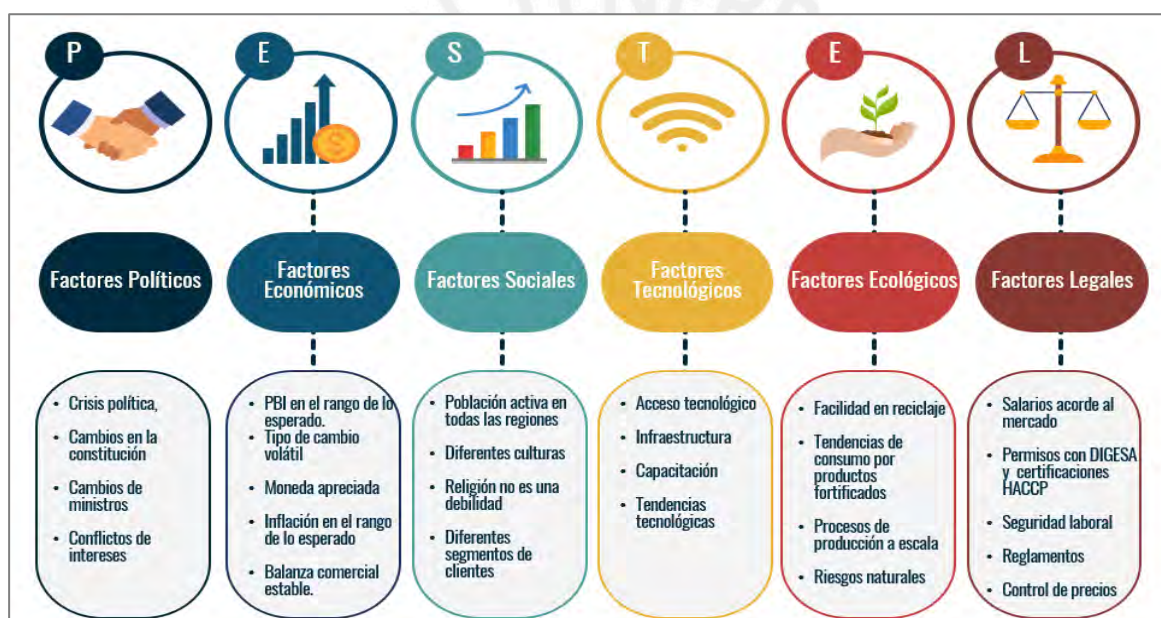 P
E
S
T
E
L
$
Factores Políticos
Factores
Económicos
Factores Sociales
Factores
Tecnológicos
Factores Ecológicos
Factores Legales
• Crisis política,
• Cambios en la
constitución
• Cambios de
ministros
• Conflictos de
intereses
• PBI en el rango de lo
esperado.
• Tipo de cambio
volátil
• Moneda apreciada
• Inflación en el rango
de lo esperado
• Balanza comercial
estable.
• Población activa en
todas las regiones
• Diferentes culturas
• Religión no es una
debilidad
• Diferentes
segmentos de
clientes
• Acceso tecnológico
• Infraestructura
• Capacitación
• Tendencias
tecnológicas
• Facilidad en reciclaje
• Tendencias de
consumo por
productos
fortificados
• Procesos de
producción a escala
• Riesgos naturales
• Salarios acorde al
mercado
• Permisos con DIGESA
y certificaciones
HACCP
• Seguridad laboral
• Reglamentos
• Control de precios